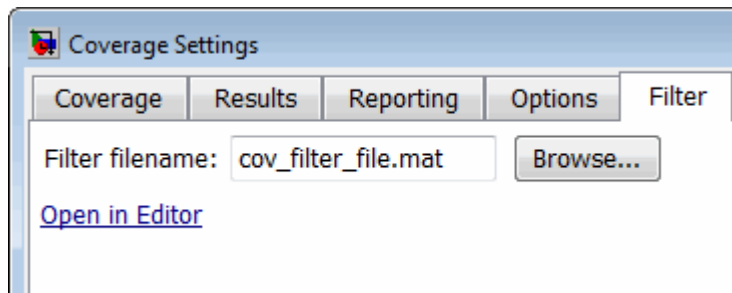 Coverage Settings
Coverage Results Reporting Options Filter
Filter filename: cov_filter_file.mat Browse...
Open in Editor